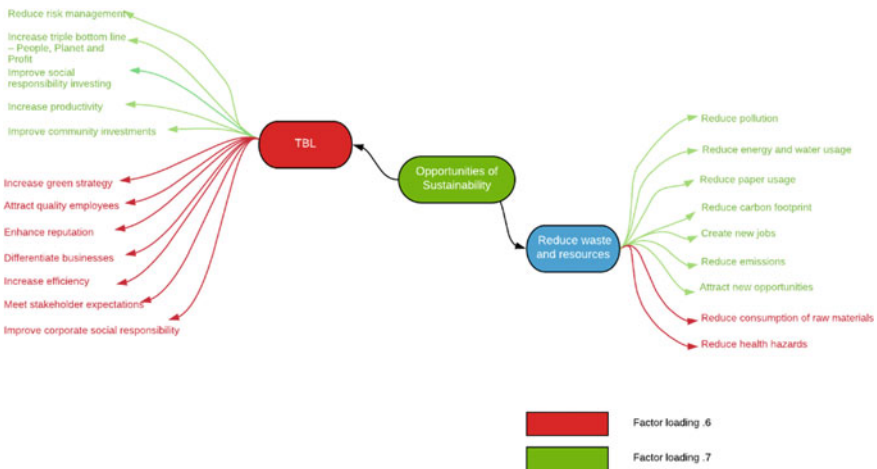 Reduce risk management
Increase triple bottom line
– People, Planet and
Profit
Improve social
responsibility investing
Increase productivity
Improve community investments
Increase green strategy
Attract quality employees
Enhance reputation
Differentiate businesses
Increase efficiency
Meet stakeholder expectations
Improve corporate social responsibility
TBL
Opportunities of
Sustainability
Reduce waste
and resources
Reduce pollution
Reduce energy and water usage
Reduce paper usage
Reduce carbon footprint
Create new jobs
Reduce emissions
Attract new opportunities
Reduce consumption of raw materials
Reduce health hazards
Factor loading .6
Factor loading .7